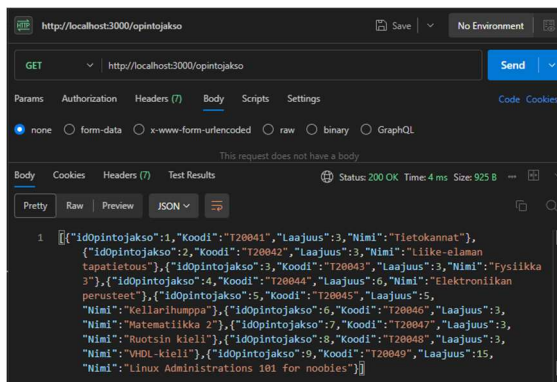 HTTP http://localhost:3000/opintojakso Save No Environment
GET http://localhost:3000/opintojakso Send
Params Authorization Headers (7) Body Scripts Settings Code Cookies
none form-data x-www-form-urlencoded raw binary GraphQL
This request does not have a body
Body Cookies Headers (7) Test Results Status: 200 OK Time: 4 ms Size: 925 B
Pretty Raw Preview JSON
1 [{"idOpintojakso":1,"Koodi":"T20041","Laajuus":3,"Nimi":"Tietokannat"},
{"idOpintojakso":2,"Koodi":"T20042","Laajuus":3,"Nimi":"Liike-elaman
tapatietous"},{"idOpintojakso":3,"Koodi":"T20043","Laajuus":3,"Nimi":"Fysiikka
3"},{"idOpintojakso":4,"Koodi":"T20044","Laajuus":6,"Nimi":"Elektroniikan
perusteet"},{"idOpintojakso":5,"Koodi":"T20045","Laajuus":5,
"Nimi":"Kellarihumppa"},{"idOpintojakso":6,"Koodi":"T20046","Laajuus":3,
"Nimi":"Matematiikka 2"},{"idOpintojakso":7,"Koodi":"T20047","Laajuus":3,
"Nimi":"Ruotsin kieli"},{"idOpintojakso":8,"Koodi":"T20048","Laajuus":3,
"Nimi":"VHDL-kieli"},{"idOpintojakso":9,"Koodi":"T20049","Laajuus":15,
"Nimi":"Linux Administrations 101 for noobies"}]